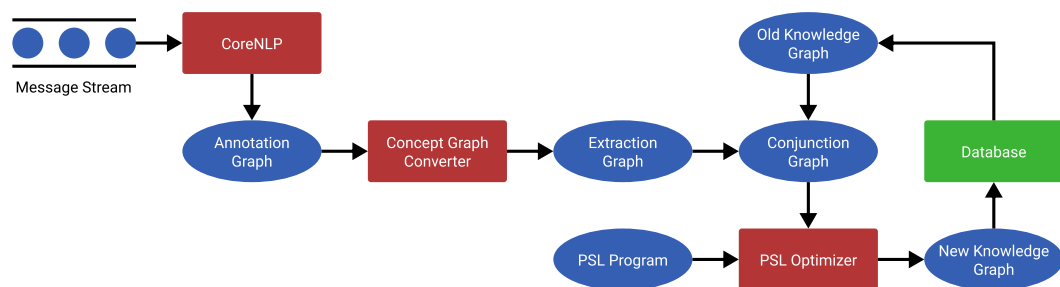 Message Stream
CoreNLP
Old Knowledge
Graph
Annotation
Graph
Concept Graph
Converter
Extraction
Graph
Conjunction
Graph
Database
PSL Program
PSL Optimizer
New Knowledge
Graph